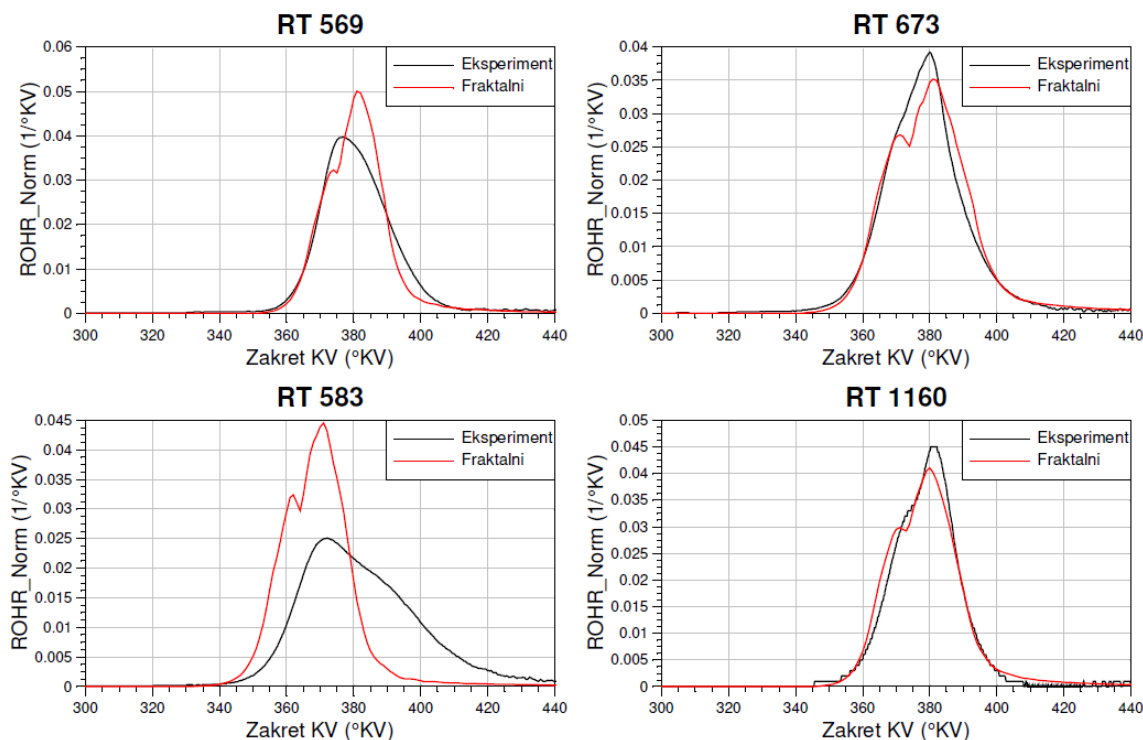 RT 569
Eksperiment
Fraktalni
ROHR_Norm (1/°KV)
0.06
0.05
0.04
0.03
0.02
0.01
0
300 320 340 360 380 400 420 440
Zakret KV (°KV)
RT 673
Eksperiment
Fraktalni
ROHR_Norm (1/°KV)
0.04
0.035
0.03
0.025
0.02
0.015
0.01
0.005
0
300 320 340 360 380 400 420 440
Zakret KV (°KV)
RT 583
Eksperiment
Fraktalni
ROHR_Norm (1/°KV)
0.045
0.04
0.035
0.03
0.025
0.02
0.015
0.01
0.005
0
300 320 340 360 380 400 420 440
Zakret KV (°KV)
RT 1160
Eksperiment
Fraktalni
ROHR_Norm (1/°KV)
0.05
0.045
0.04
0.035
0.03
0.025
0.02
0.015
0.01
0.005
0
300 320 340 360 380 400 420 440
Zakret KV (°KV)